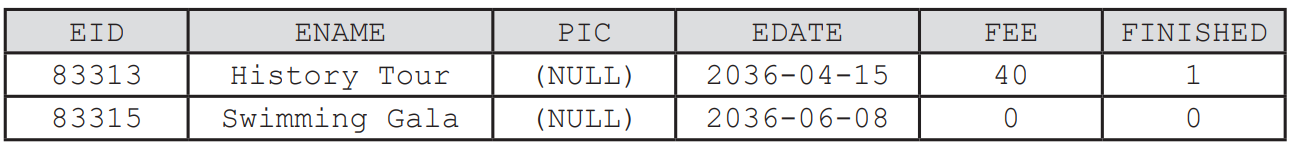 EID ENAME PIC EDATE FEE FINISHED
83313 History Tour (NULL) 2036-04-15 40 1
83315 Swimming Gala (NULL) 2036-06-08 0 0